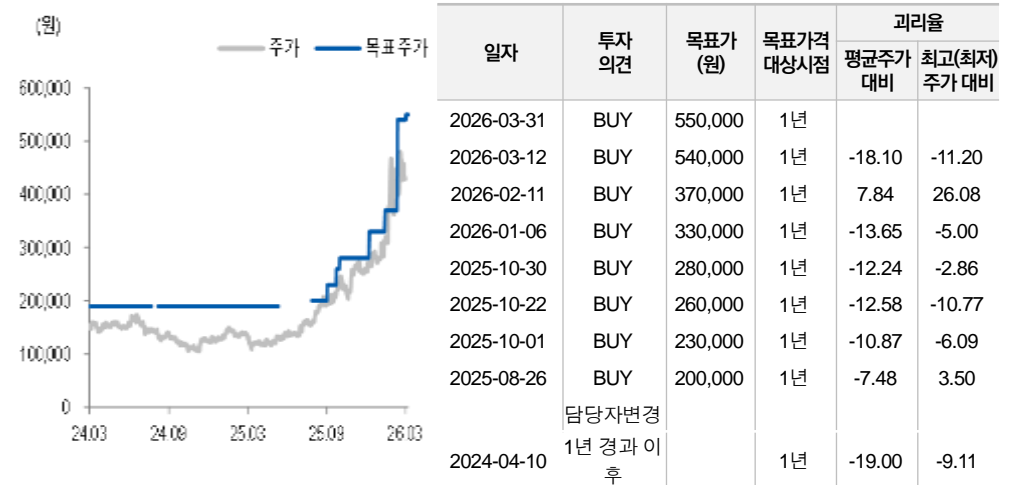 (원)
주가 목표주가
600,000
500,000
400,000
300,000
200,000
100,000
0
24.03 24.09 25.03 25.09 26.03
일자 투자의견 목표가(원) 목표가격대상시점 괴리율
평균주가대비 최고(최저)주가 대비
2026-03-31 BUY 550,000 1년
2026-03-12 BUY 540,000 1년 -18.10 -11.20
2026-02-11 BUY 370,000 1년 7.84 26.08
2026-01-06 BUY 330,000 1년 -13.65 -5.00
2025-10-30 BUY 280,000 1년 -12.24 -2.86
2025-10-22 BUY 260,000 1년 -12.58 -10.77
2025-10-01 BUY 230,000 1년 -10.87 -6.09
2025-08-26 BUY 200,000 1년 -7.48 3.50
담당자변경
2024-04-10 1년 경과 이후 1년 -19.00 -9.11